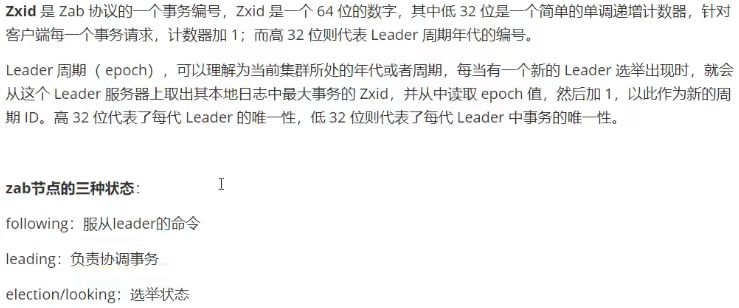 Zxid 是 Zab 协议的一个事务编号，Zxid 是一个 64 位的数字，其中低 32 位是一个简单的单调递增计数器，针对
客户端每一个事务请求，计数器加 1；而高 32 位则代表 Leader 周期年代的编号。
Leader 周期（ epoch），可以理解为当前集群所处的年代或者周期，每当有一个新的 Leader 选举出现时，就会
从这个 Leader 服务器上取出其本地日志中最大事务的 Zxid，并从中读取 epoch 值，然后加 1，以此作为新的周
期 ID。高 32 位代表了每代 Leader 的唯一性，低 32 位则代表了每代 Leader 中事务的唯一性。
zab节点的三种状态：
following：服从leader的命令
leading：负责协调事务
election/looking：选举状态